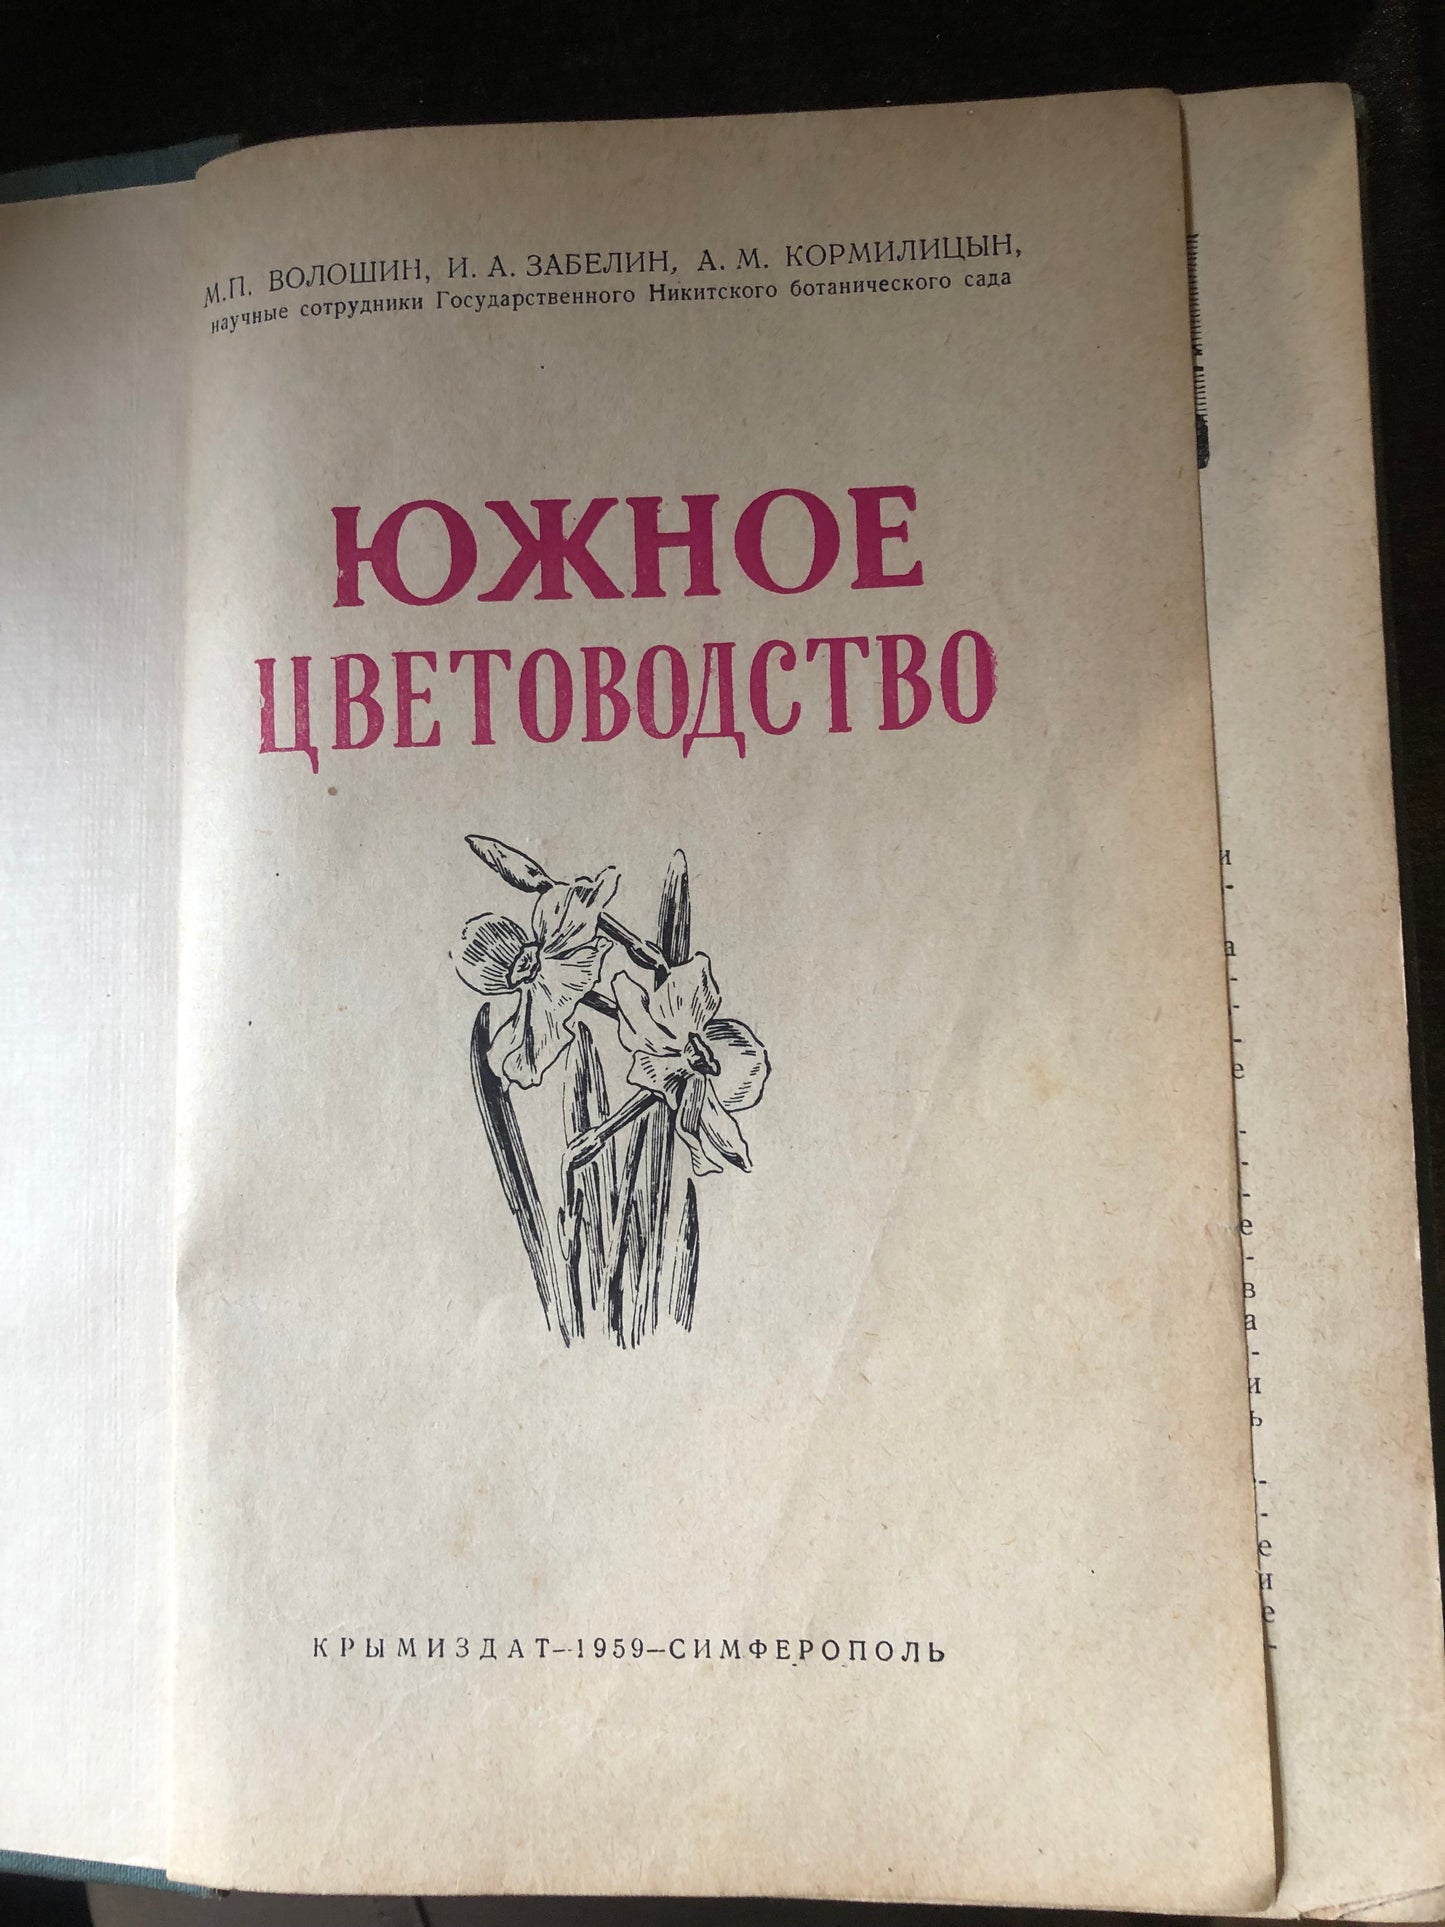 М.П. ВОЛОШИН, И. А. ЗАБЕЛИН, А. М. КОРМИЛИЦЫН,
научные сотрудники Государственного Никитского ботанического сада
ЮЖНОЕ
ЦВЕТОВОДСТВО
КРЫМИЗДАТ—1959—СИМФЕРОПОЛЬ